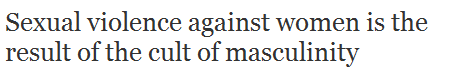 Sexual violence against women is the
result of the cult of masculinity